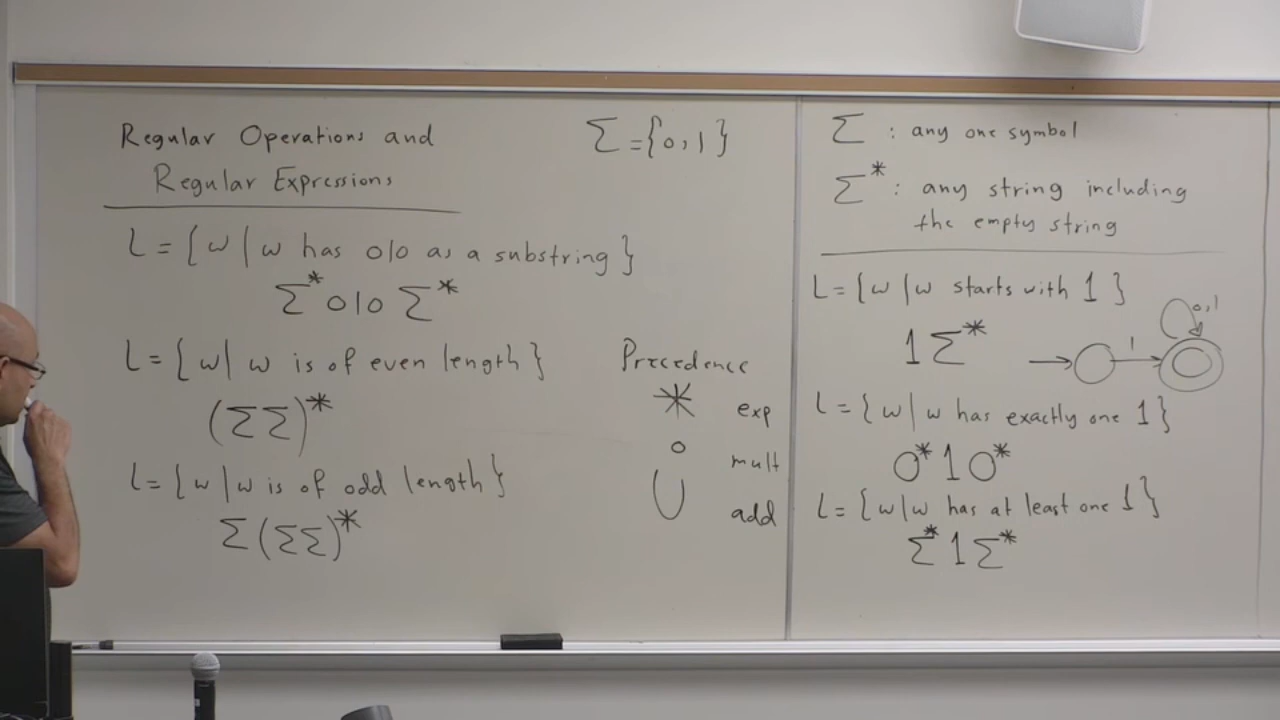 Regular Operations and
Regular Expressions
Σ = {0,1}
L = {w | w has 010 as a substring}
Σ* 010 Σ*
L = {w | w is of even length}
(ΣΣ)*
L = {w | w is of odd length}
Σ(ΣΣ)*
Precedence
* exp
∘ mult
∪ add
Σ : any one symbol
Σ* : any string including
the empty string
L = {w | w starts with 1}
1Σ*
1
0,1
L = {w | w has exactly one 1}
0*10*
L = {w | w has at least one 1}
Σ*1Σ*